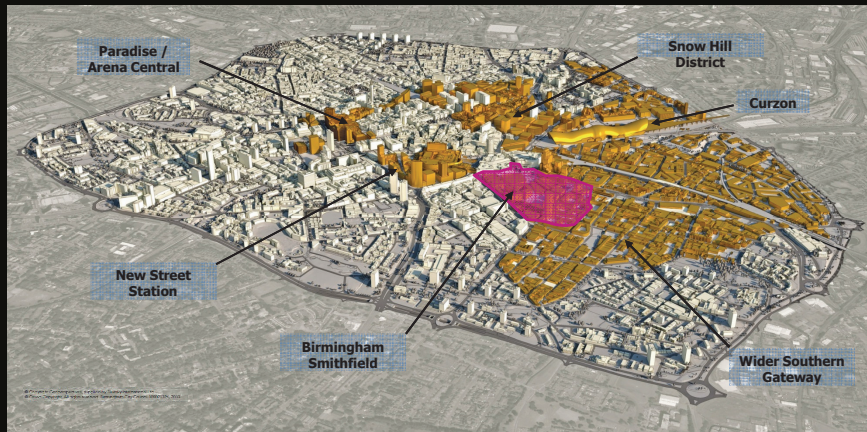 Paradise /
Arena Central
Snow Hill
District
Curzon
New Street
Station
Birmingham
Smithfield
Wider Southern
Gateway